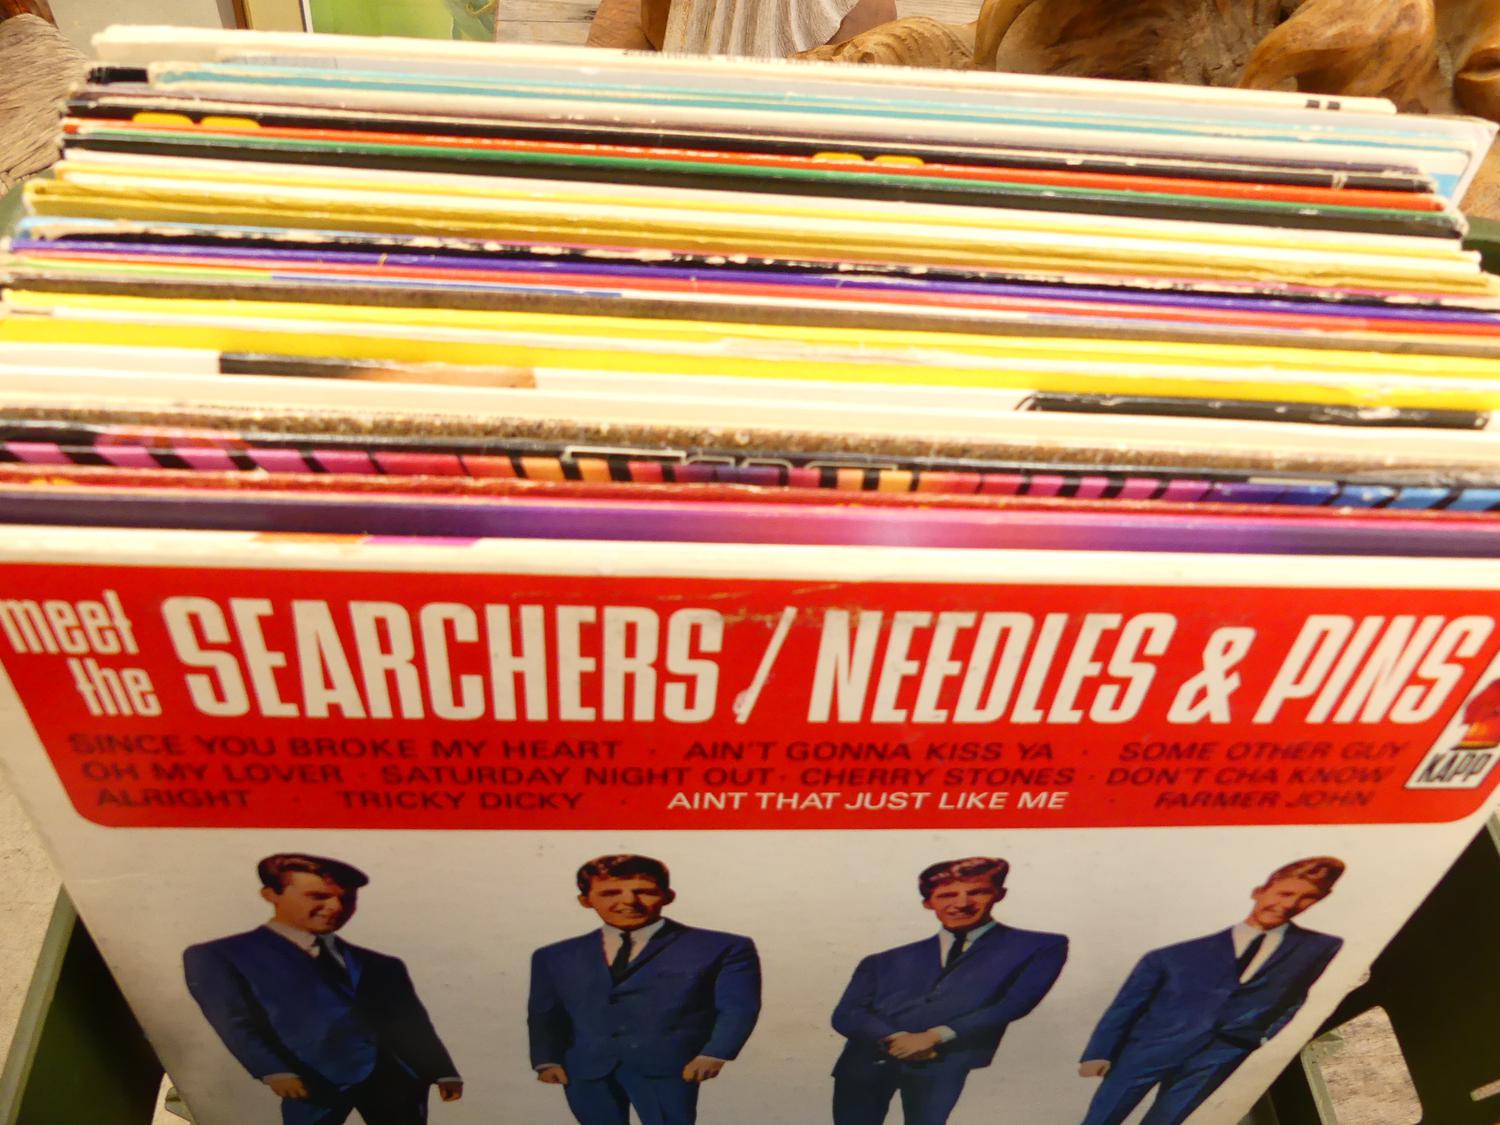 meet the SEARCHERS / NEEDLES & PINS
SINCE YOU BROKE MY HEART · AIN'T GONNA KISS YA · SOME OTHER GUY
OH MY LOVER · SATURDAY NIGHT OUT · CHERRY STONES · DON'T CHA KNOW
ALRIGHT · TRICKY DICKY · AINT THAT JUST LIKE ME · FARMER JOHN
KAPP